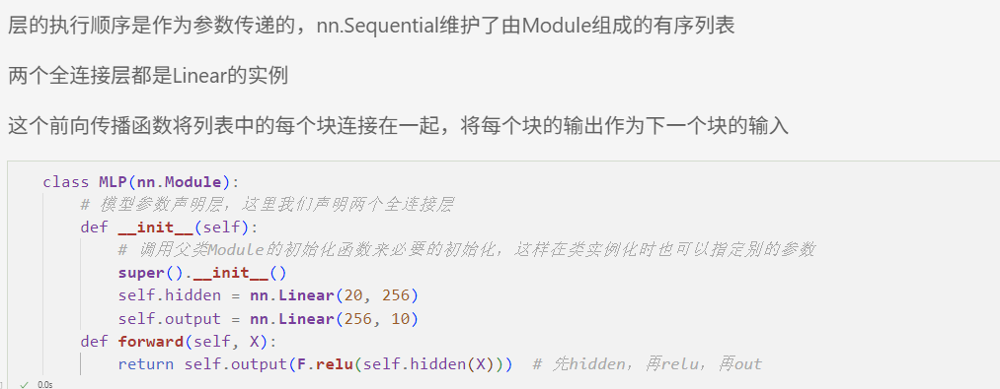 层的执行顺序是作为参数传递的，nn.Sequential维护了由Module组成的有序列表
两个全连接层都是Linear的实例
这个前向传播函数将列表中的每个块连接在一起，将每个块的输出作为下一个块的输入
class MLP(nn.Module):
    # 模型参数声明层，这里我们声明两个全连接层
    def __init__(self):
        # 调用父类Module的初始化函数来必要的初始化，这样在类实例化时也可以指定别的参数
        super().__init__()
        self.hidden = nn.Linear(20, 256)
        self.output = nn.Linear(256, 10)
    def forward(self, X):
        return self.output(F.relu(self.hidden(X)))  # 先hidden，再relu，再out
✓ 0.0s